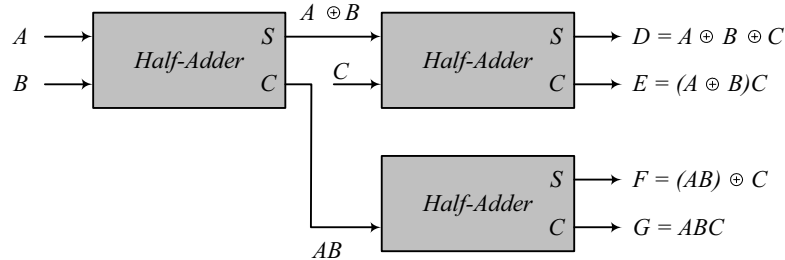 A ⊕ B
A
S
D = A ⊕ B ⊕ C
Half-Adder
Half-Adder
B
C
C
C
E = (A ⊕ B)C
S
F = (AB) ⊕ C
Half-Adder
C
G = ABC
AB